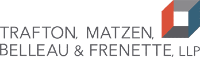 TRAFTON, MATZEN,
BELLEAU & FRENETTE, LLP